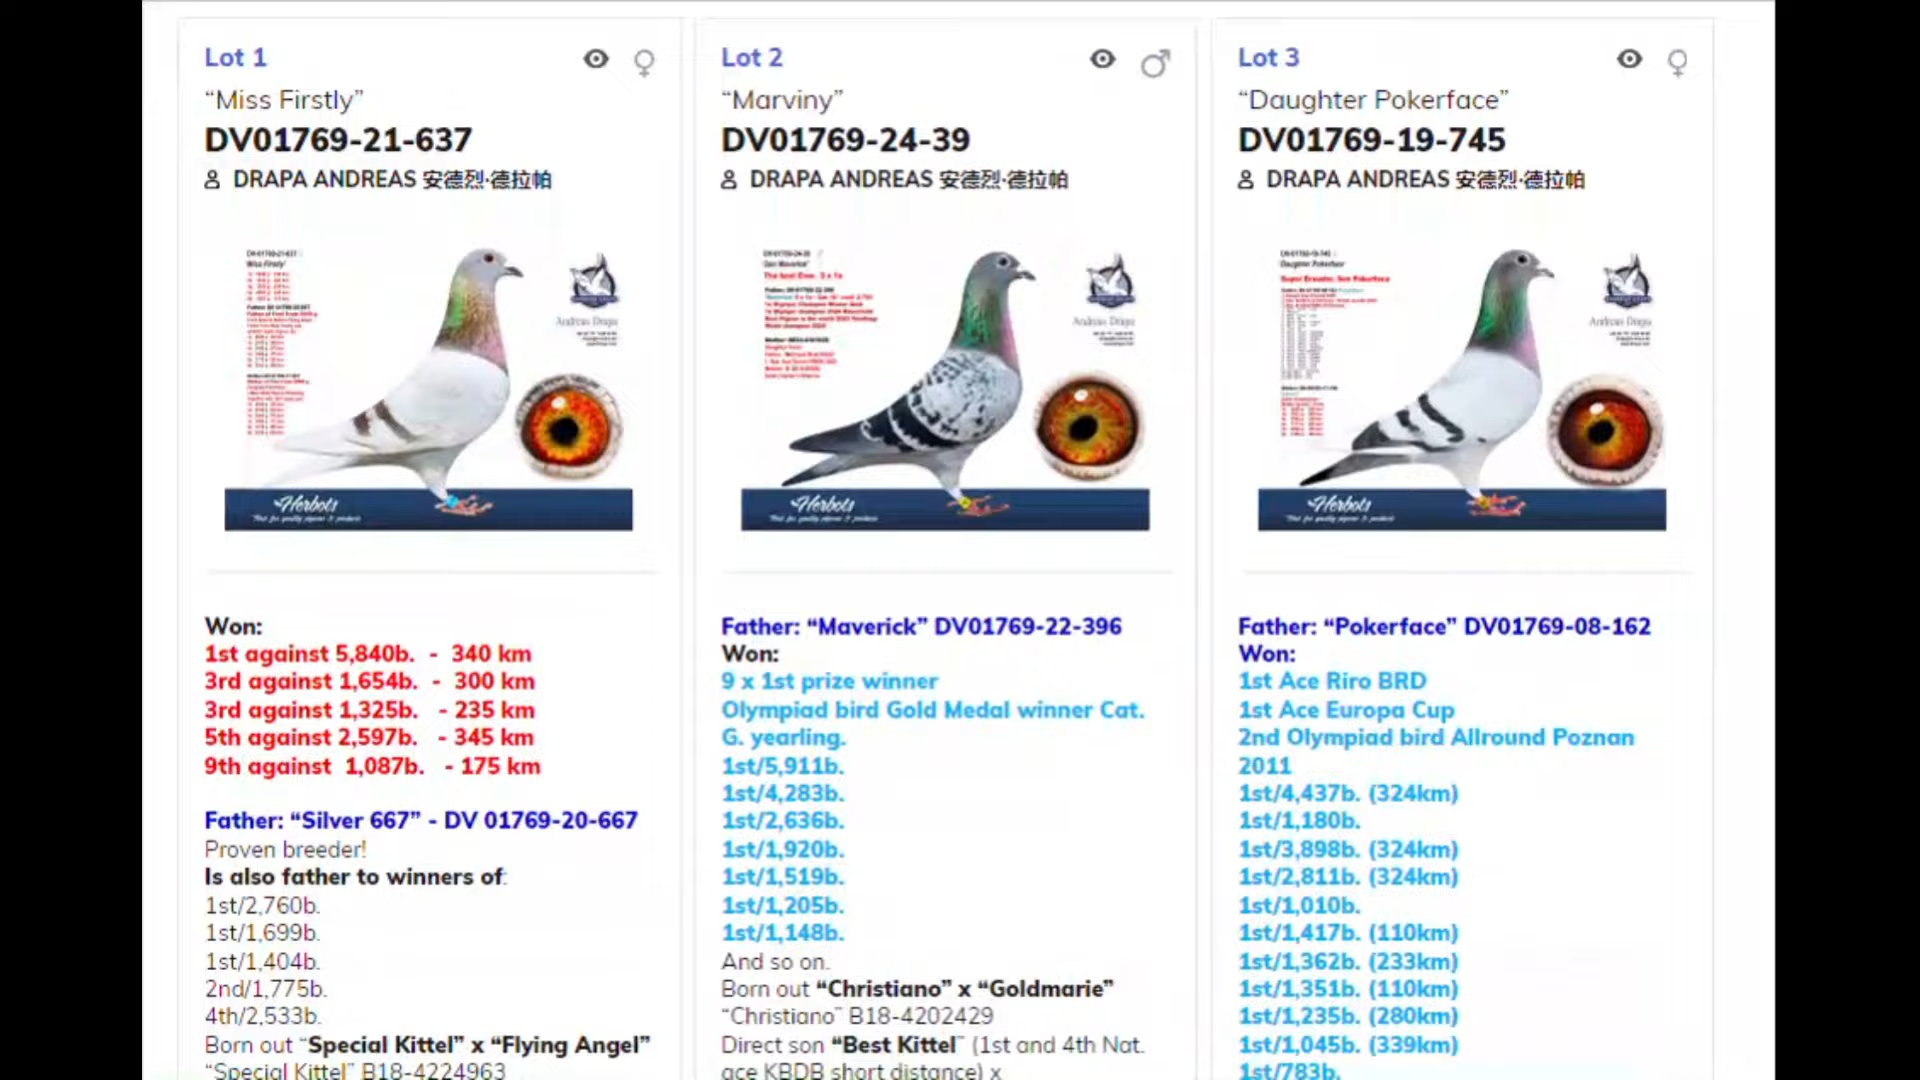 Lot 1
“Miss Firstly”
DV01769-21-637
DRAPA ANDREAS 安德烈·德拉帕
Andreas Drapa
Herbots
Won:
1st against 5,840b. - 340 km
3rd against 1,654b. - 300 km
3rd against 1,325b. - 235 km
5th against 2,597b. - 345 km
9th against 1,087b. - 175 km
Father: “Silver 667” - DV 01769-20-667
Proven breeder!
Is also father to winners of:
1st/2,760b.
1st/1,699b.
1st/1,404b.
2nd/1,775b.
4th/2,533b.
Born out “Special Kittel” x “Flying Angel”
“Special Kittel” B18-4224963
Lot 2
“Marviny”
DV01769-24-39
DRAPA ANDREAS 安德烈·德拉帕
Andreas Drapa
Herbots
Father: “Maverick” DV01769-22-396
Won:
9 x 1st prize winner
Olympiad bird Gold Medal winner Cat.
G. yearling.
1st/5,911b.
1st/4,283b.
1st/2,636b.
1st/1,920b.
1st/1,519b.
1st/1,205b.
1st/1,148b.
And so on.
Born out “Christiano” x “Goldmarie”
“Christiano” B18-4202429
Direct son “Best Kittel” (1st and 4th Nat.
ace KBDB short distance) x
Lot 3
“Daughter Pokerface”
DV01769-19-745
DRAPA ANDREAS 安德烈·德拉帕
Andreas Drapa
Herbots
Father: “Pokerface” DV01769-08-162
Won:
1st Ace Riro BRD
1st Ace Europa Cup
2nd Olympiad bird Allround Poznan
2011
1st/4,437b. (324km)
1st/1,180b.
1st/3,898b. (324km)
1st/2,811b. (324km)
1st/1,010b.
1st/1,417b. (110km)
1st/1,362b. (233km)
1st/1,351b. (110km)
1st/1,235b. (280km)
1st/1,045b. (339km)
1st/783b.